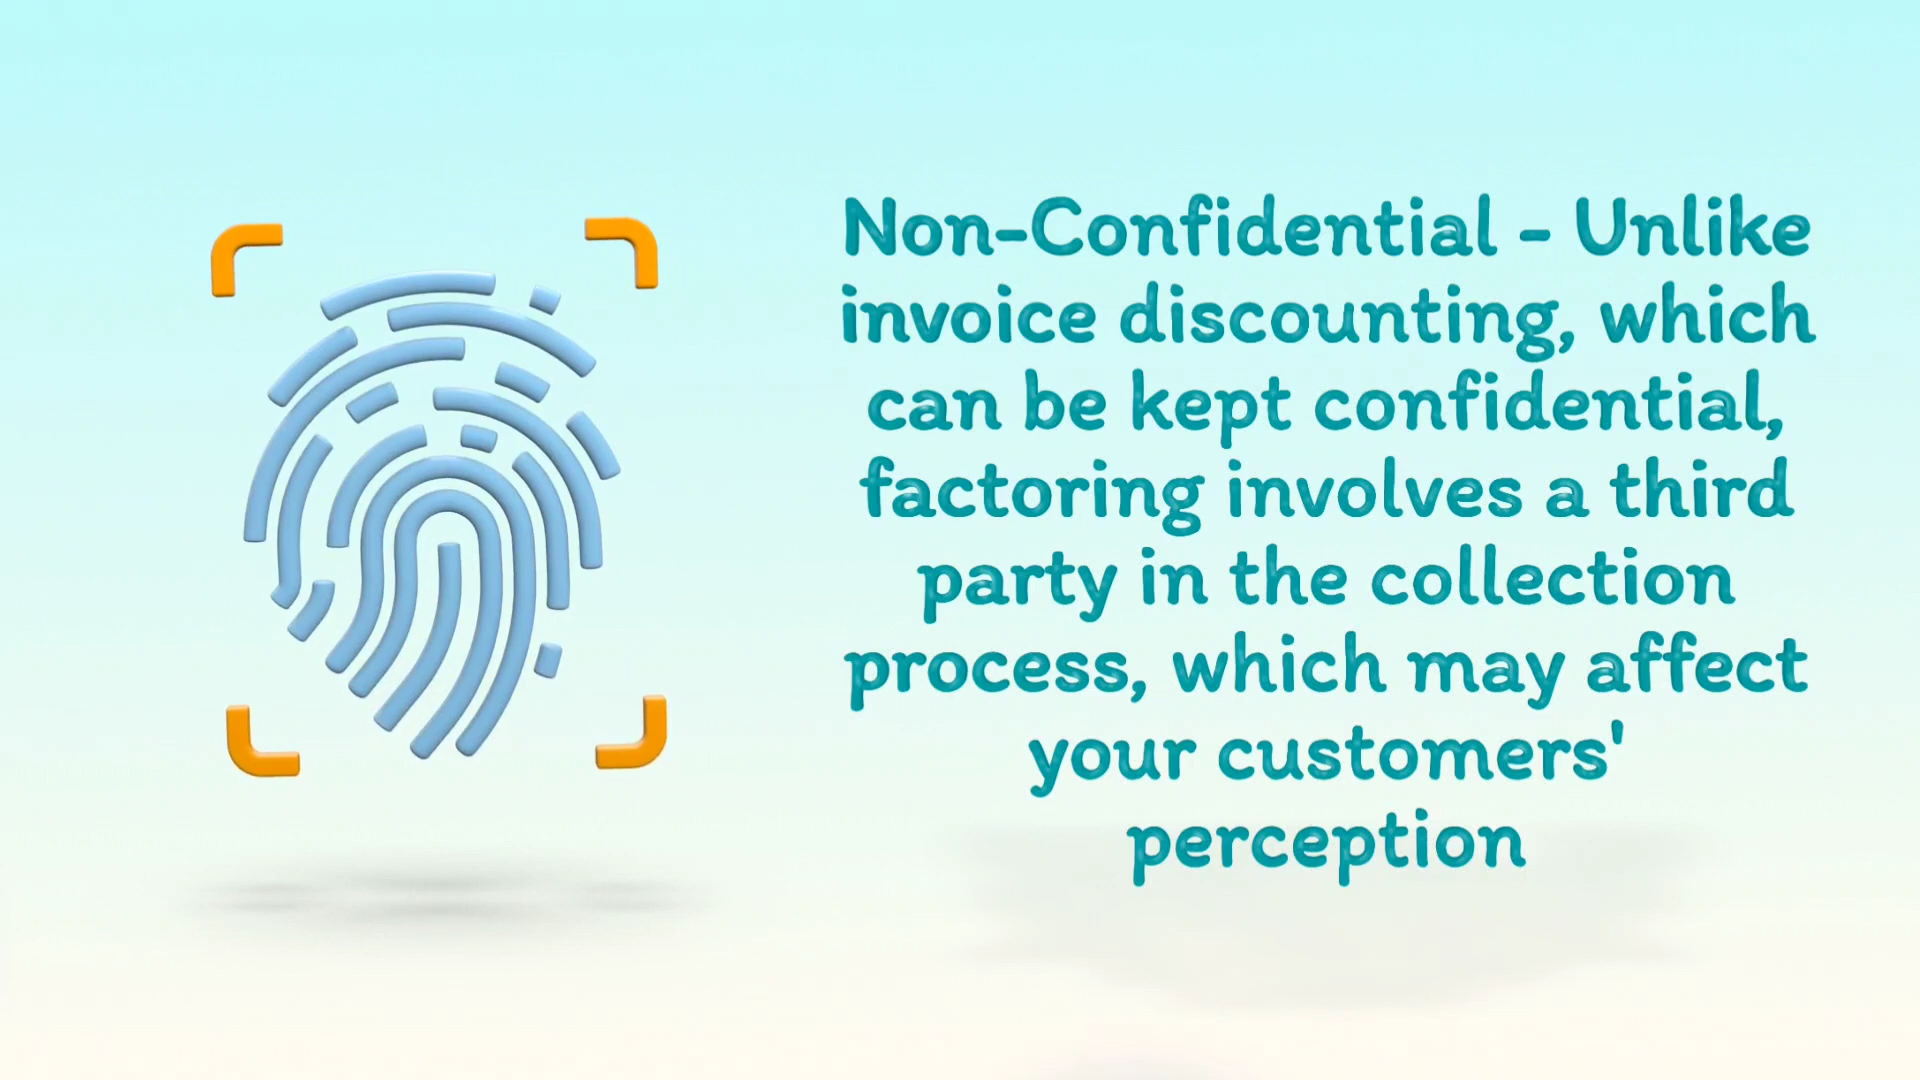 Non-Confidential - Unlike
invoice discounting, which
can be kept confidential,
factoring involves a third
party in the collection
process, which may affect
your customers'
perception